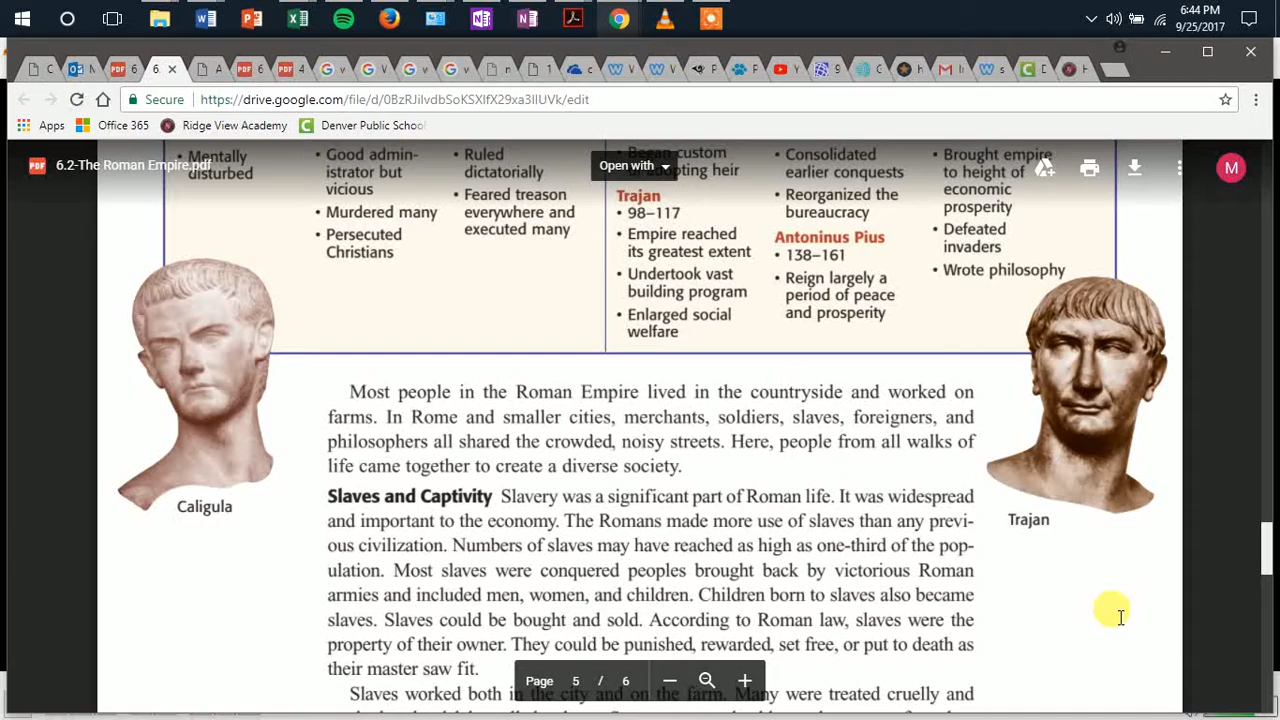 6:44 PM
9/25/2017
Secure https://drive.google.com/file/d/0BzRJiIvdbSoKSXlfX29xa3lIUVk/edit
Apps Office 365 Ridge View Academy Denver Public School
6.2-The Roman Empire.pdf
Open with
M
• Mentally
disturbed
• Good admin-
istrator but
vicious
• Murdered many
• Persecuted
Christians
• Ruled
dictatorially
• Feared treason
everywhere and
executed many
• Began custom
of adopting heir
Trajan
• 98–117
• Empire reached
its greatest extent
• Undertook vast
building program
• Enlarged social
welfare
• Consolidated
earlier conquests
• Reorganized the
bureaucracy
Antoninus Pius
• 138–161
• Reign largely a
period of peace
and prosperity
• Brought empire
to height of
economic
prosperity
• Defeated
invaders
• Wrote philosophy
Caligula
Trajan
Most people in the Roman Empire lived in the countryside and worked on
farms. In Rome and smaller cities, merchants, soldiers, slaves, foreigners, and
philosophers all shared the crowded, noisy streets. Here, people from all walks of
life came together to create a diverse society.
Slaves and Captivity Slavery was a significant part of Roman life. It was widespread
and important to the economy. The Romans made more use of slaves than any previ-
ous civilization. Numbers of slaves may have reached as high as one-third of the pop-
ulation. Most slaves were conquered peoples brought back by victorious Roman
armies and included men, women, and children. Children born to slaves also became
slaves. Slaves could be bought and sold. According to Roman law, slaves were the
property of their owner. They could be punished, rewarded, set free, or put to death as
their master saw fit.
Slaves worked both in the city and on the farm. Many were treated cruelly and
Page 5 / 6